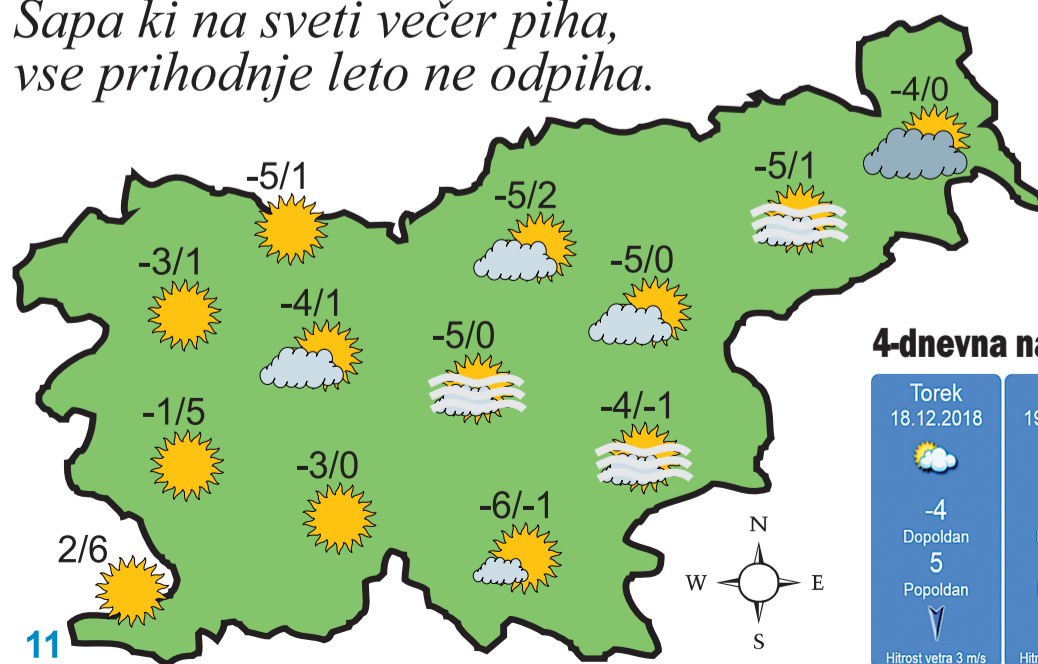 Sapa ki na sveti večer piha,
vse prihodnje leto ne odpiha.
-4/0
-5/1
-5/1
-5/2
-3/1
-5/0
-4/1
-5/0
-1/5
-4/-1
-3/0
-6/-1
2/6
N
W E
S
11
4-dnevna na
Torek
18.12.2018
-4
Dopoldan
5
Popoldan
Hitrost vetra 3 m/s
19
Hitr